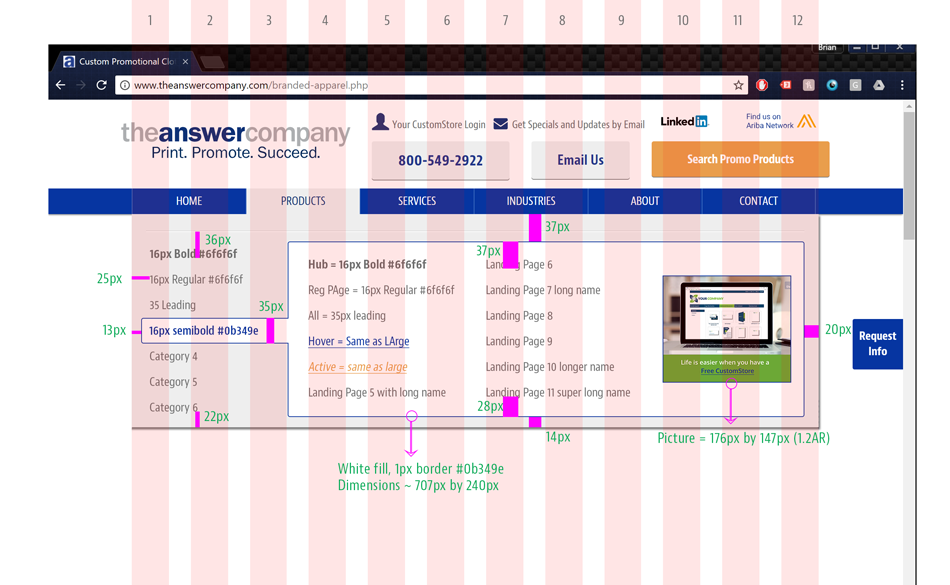 1 2 3 4 5 6 7 8 9 10 11 12
Brian
Custom Promotional Clo
www.theanswercompany.com/branded-apparel.php
theanswercompany
Print. Promote. Succeed.
Your CustomStore Login
Get Specials and Updates by Email
Linked in
Find us on
Ariba Network
800-549-2922
Email Us
Search Promo Products
HOME PRODUCTS SERVICES INDUSTRIES ABOUT CONTACT
37px
36px
16px Bold #6f6f6f
25px
16px Regular #6f6f6f
35 Leading
35px
13px
16px semibold #0b349e
Category 4
Category 5
Category 6
22px
Hub = 16px Bold #6f6f6f
Reg PAge = 16px Regular #6f6f6f
All = 35px leading
Hover = Same as LArge
Active = same as large
Landing Page 5 with long name
37px
Landing Page 6
Landing Page 7 long name
Landing Page 8
Landing Page 9
Landing Page 10 longer name
Landing Page 11 super long name
28px
14px
YOUR COMPANY
Life is easier when you have a
Free CustomStore
20px
Request
Info
Picture = 176px by 147px (1.2AR)
White fill, 1px border #0b349e
Dimensions ~ 707px by 240px